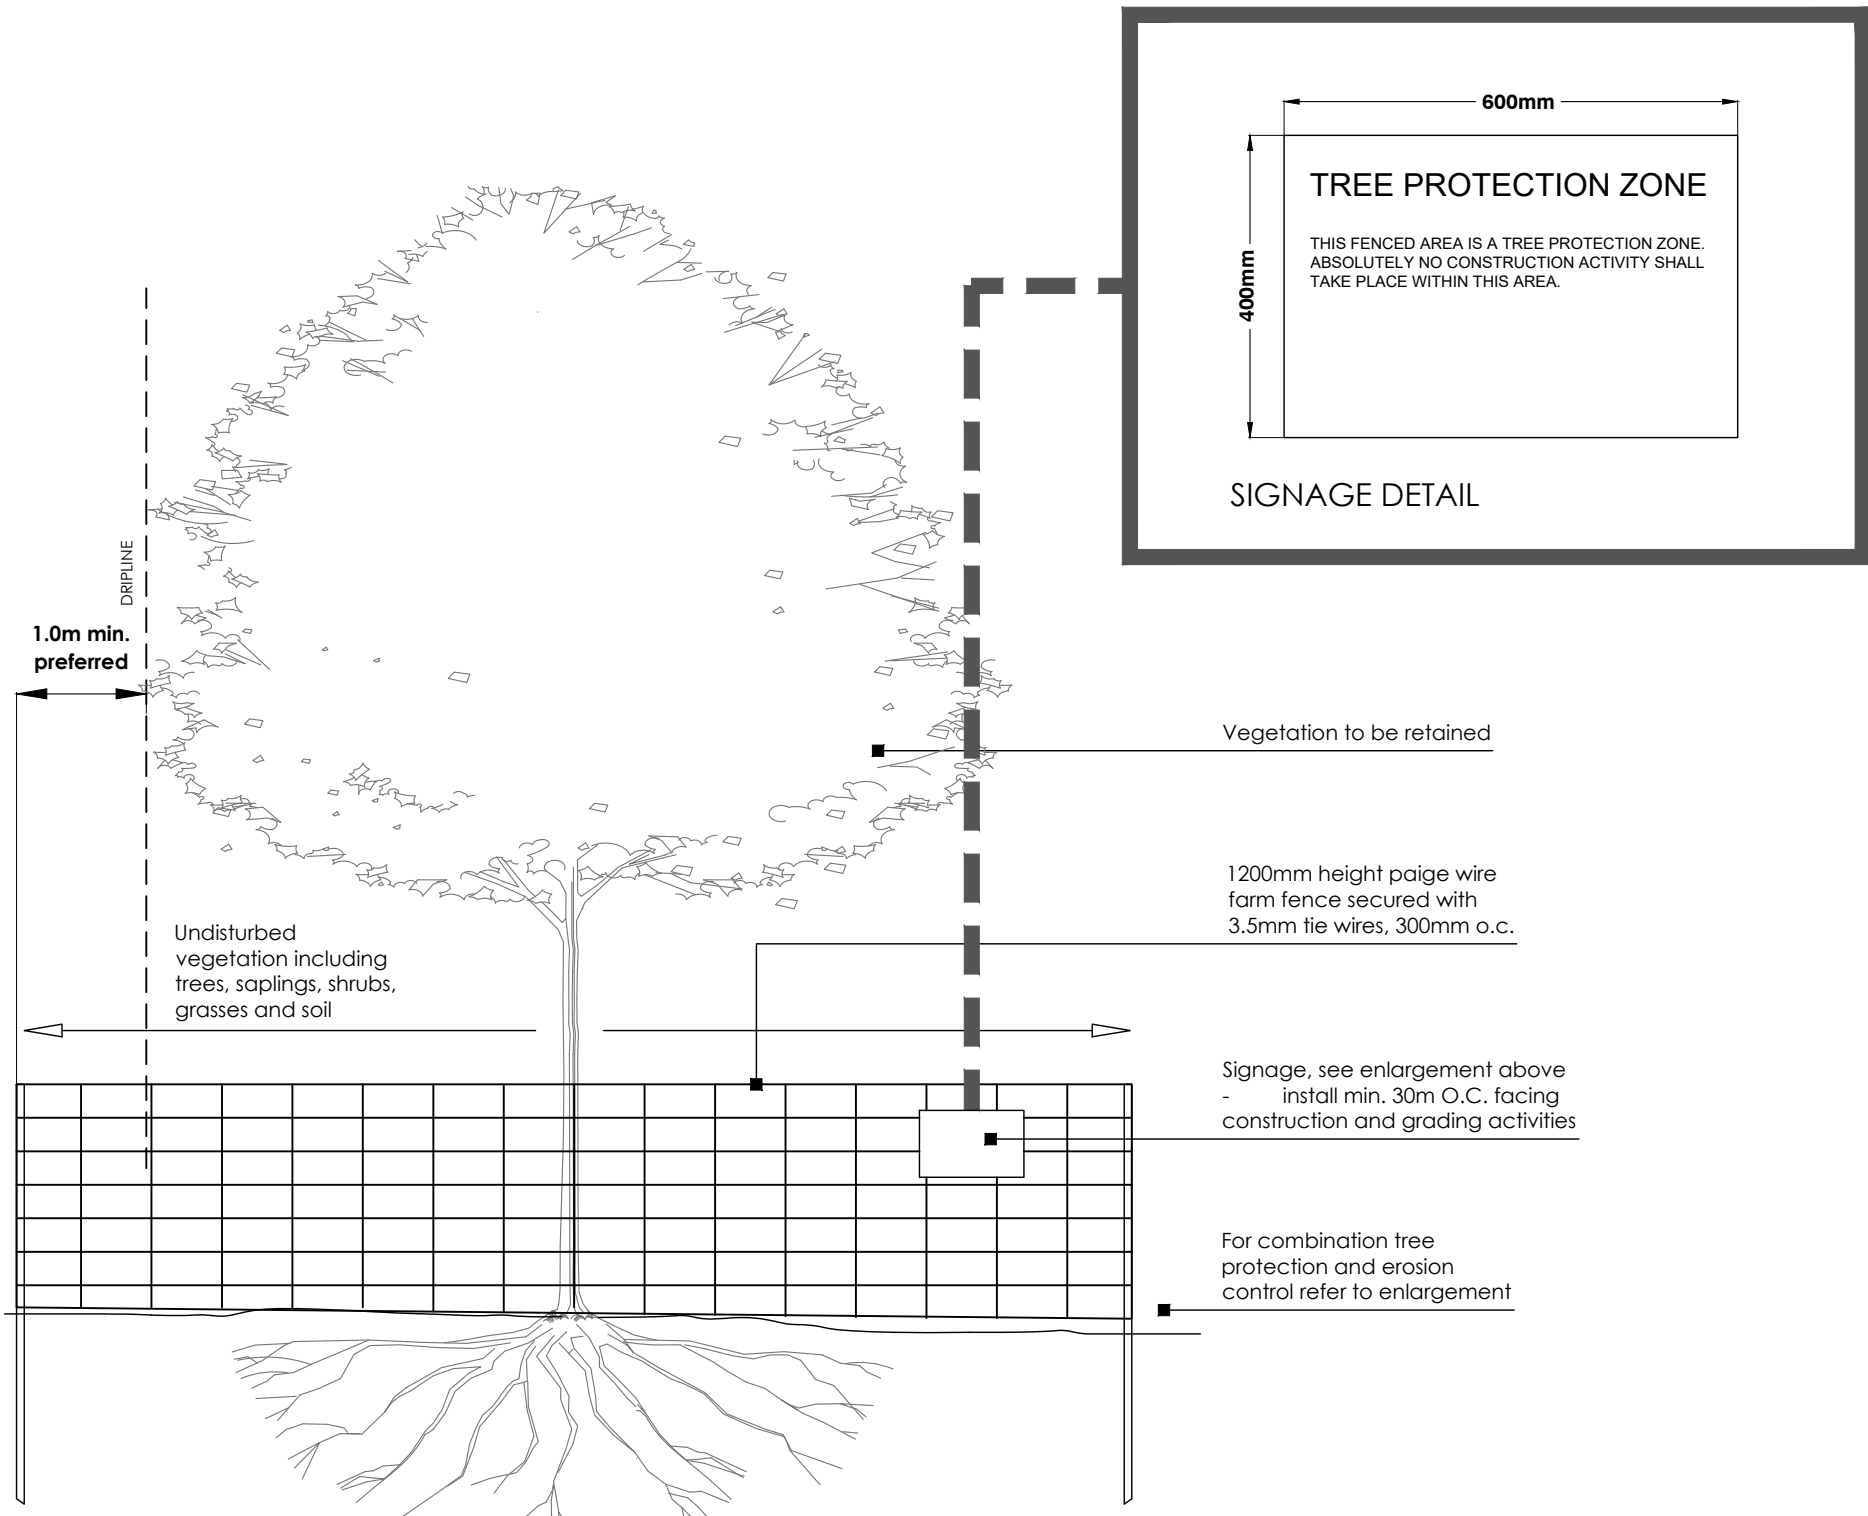 600mm
400mm
TREE PROTECTION ZONE
THIS FENCED AREA IS A TREE PROTECTION ZONE.
ABSOLUTELY NO CONSTRUCTION ACTIVITY SHALL
TAKE PLACE WITHIN THIS AREA.
SIGNAGE DETAIL
DRIPLINE
1.0m min.
preferred
Vegetation to be retained
1200mm height paige wire
farm fence secured with
3.5mm tie wires, 300mm o.c.
Undisturbed
vegetation including
trees, saplings, shrubs,
grasses and soil
Signage, see enlargement above
- install min. 30m O.C. facing
construction and grading activities
For combination tree
protection and erosion
control refer to enlargement